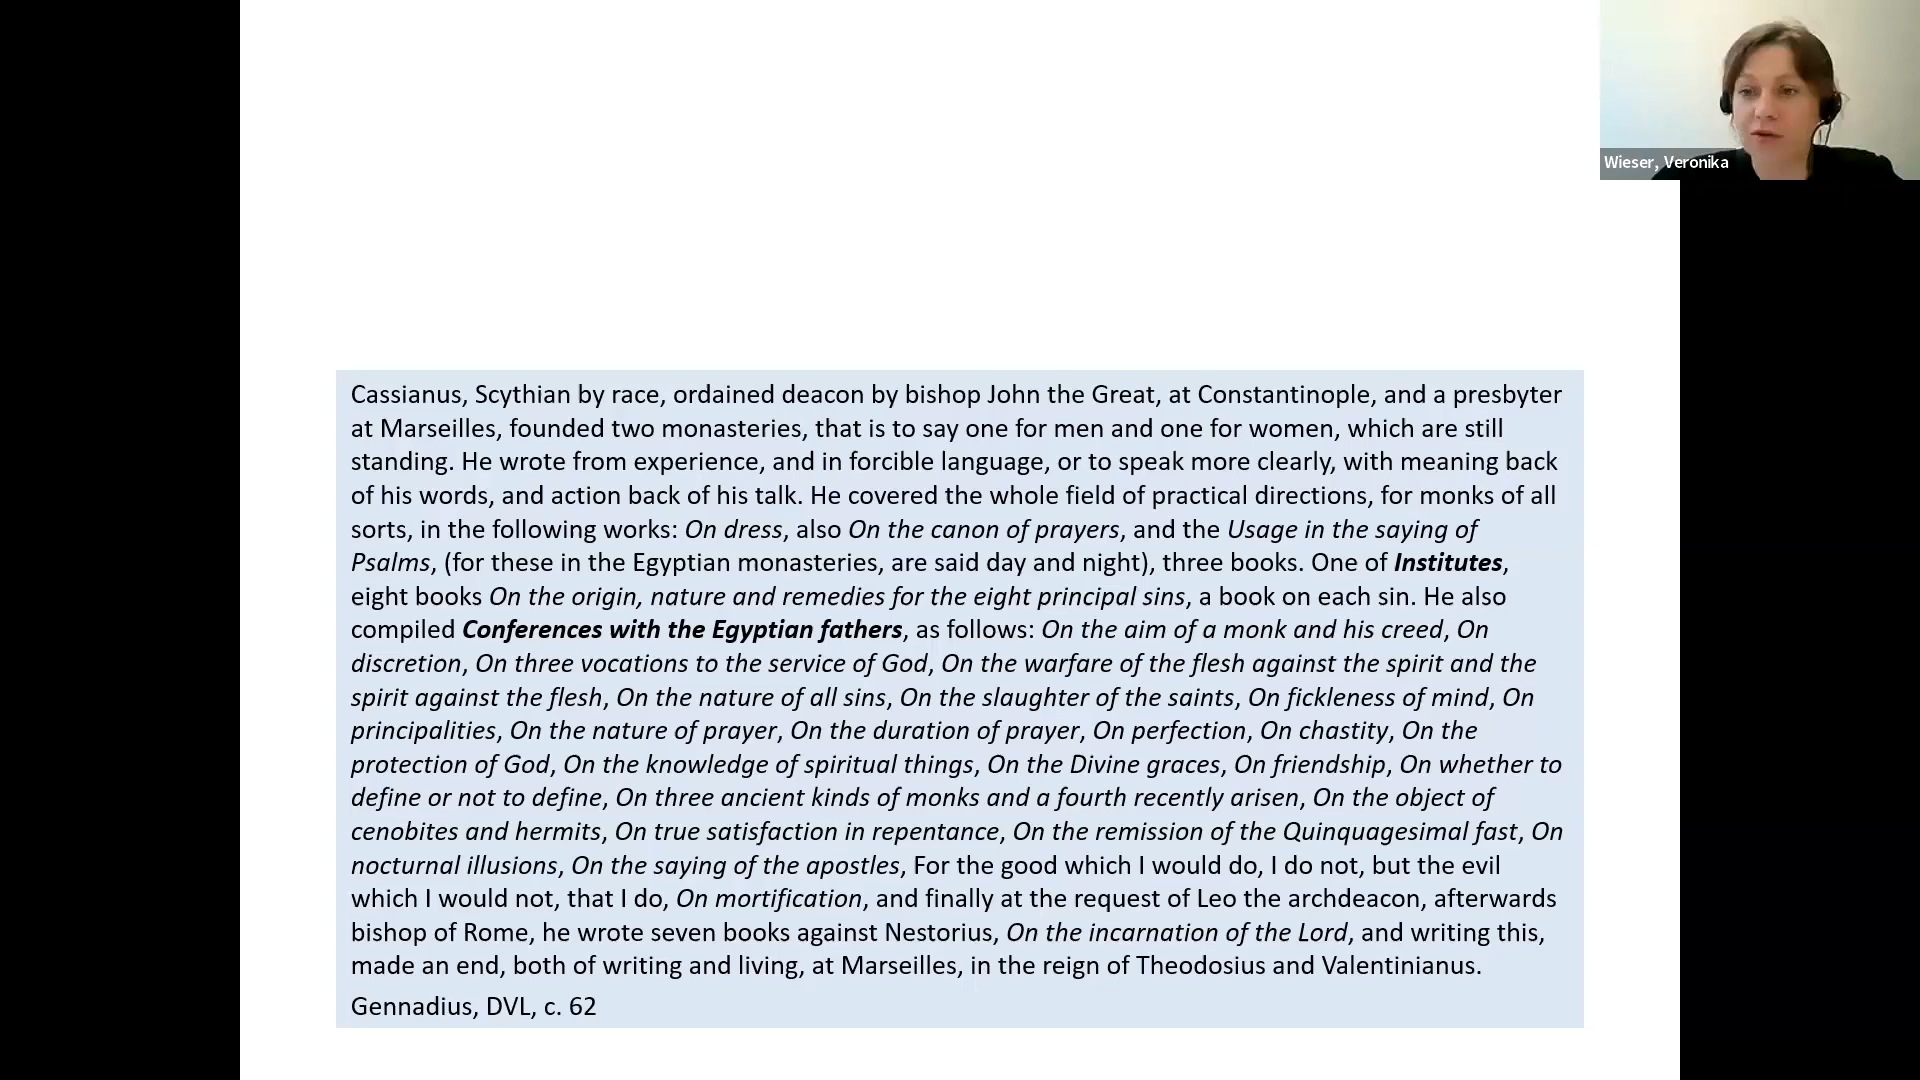 Wieser, Veronika
Cassianus, Scythian by race, ordained deacon by bishop John the Great, at Constantinople, and a presbyter
at Marseilles, founded two monasteries, that is to say one for men and one for women, which are still
standing. He wrote from experience, and in forcible language, or to speak more clearly, with meaning back
of his words, and action back of his talk. He covered the whole field of practical directions, for monks of all
sorts, in the following works: On dress, also On the canon of prayers, and the Usage in the saying of
Psalms, (for these in the Egyptian monasteries, are said day and night), three books. One of Institutes,
eight books On the origin, nature and remedies for the eight principal sins, a book on each sin. He also
compiled Conferences with the Egyptian fathers, as follows: On the aim of a monk and his creed, On
discretion, On three vocations to the service of God, On the warfare of the flesh against the spirit and the
spirit against the flesh, On the nature of all sins, On the slaughter of the saints, On fickleness of mind, On
principalities, On the nature of prayer, On the duration of prayer, On perfection, On chastity, On the
protection of God, On the knowledge of spiritual things, On the Divine graces, On friendship, On whether to
define or not to define, On three ancient kinds of monks and a fourth recently arisen, On the object of
cenobites and hermits, On true satisfaction in repentance, On the remission of the Quinquagesimal fast, On
nocturnal illusions, On the saying of the apostles, For the good which I would do, I do not, but the evil
which I would not, that I do, On mortification, and finally at the request of Leo the archdeacon, afterwards
bishop of Rome, he wrote seven books against Nestorius, On the incarnation of the Lord, and writing this,
made an end, both of writing and living, at Marseilles, in the reign of Theodosius and Valentinianus.
Gennadius, DVL, c. 62